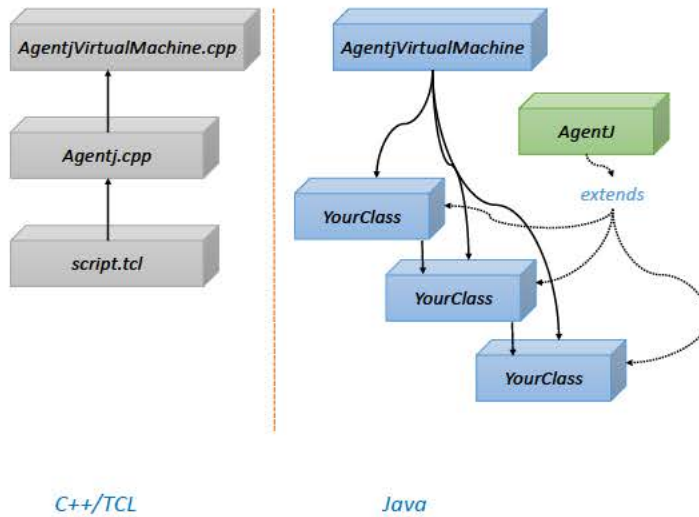 AgentjVirtualMachine.cpp
Agentj.cpp
script.tcl
AgentjVirtualMachine
AgentJ
extends
YourClass
YourClass
YourClass
C++/TCL
Java